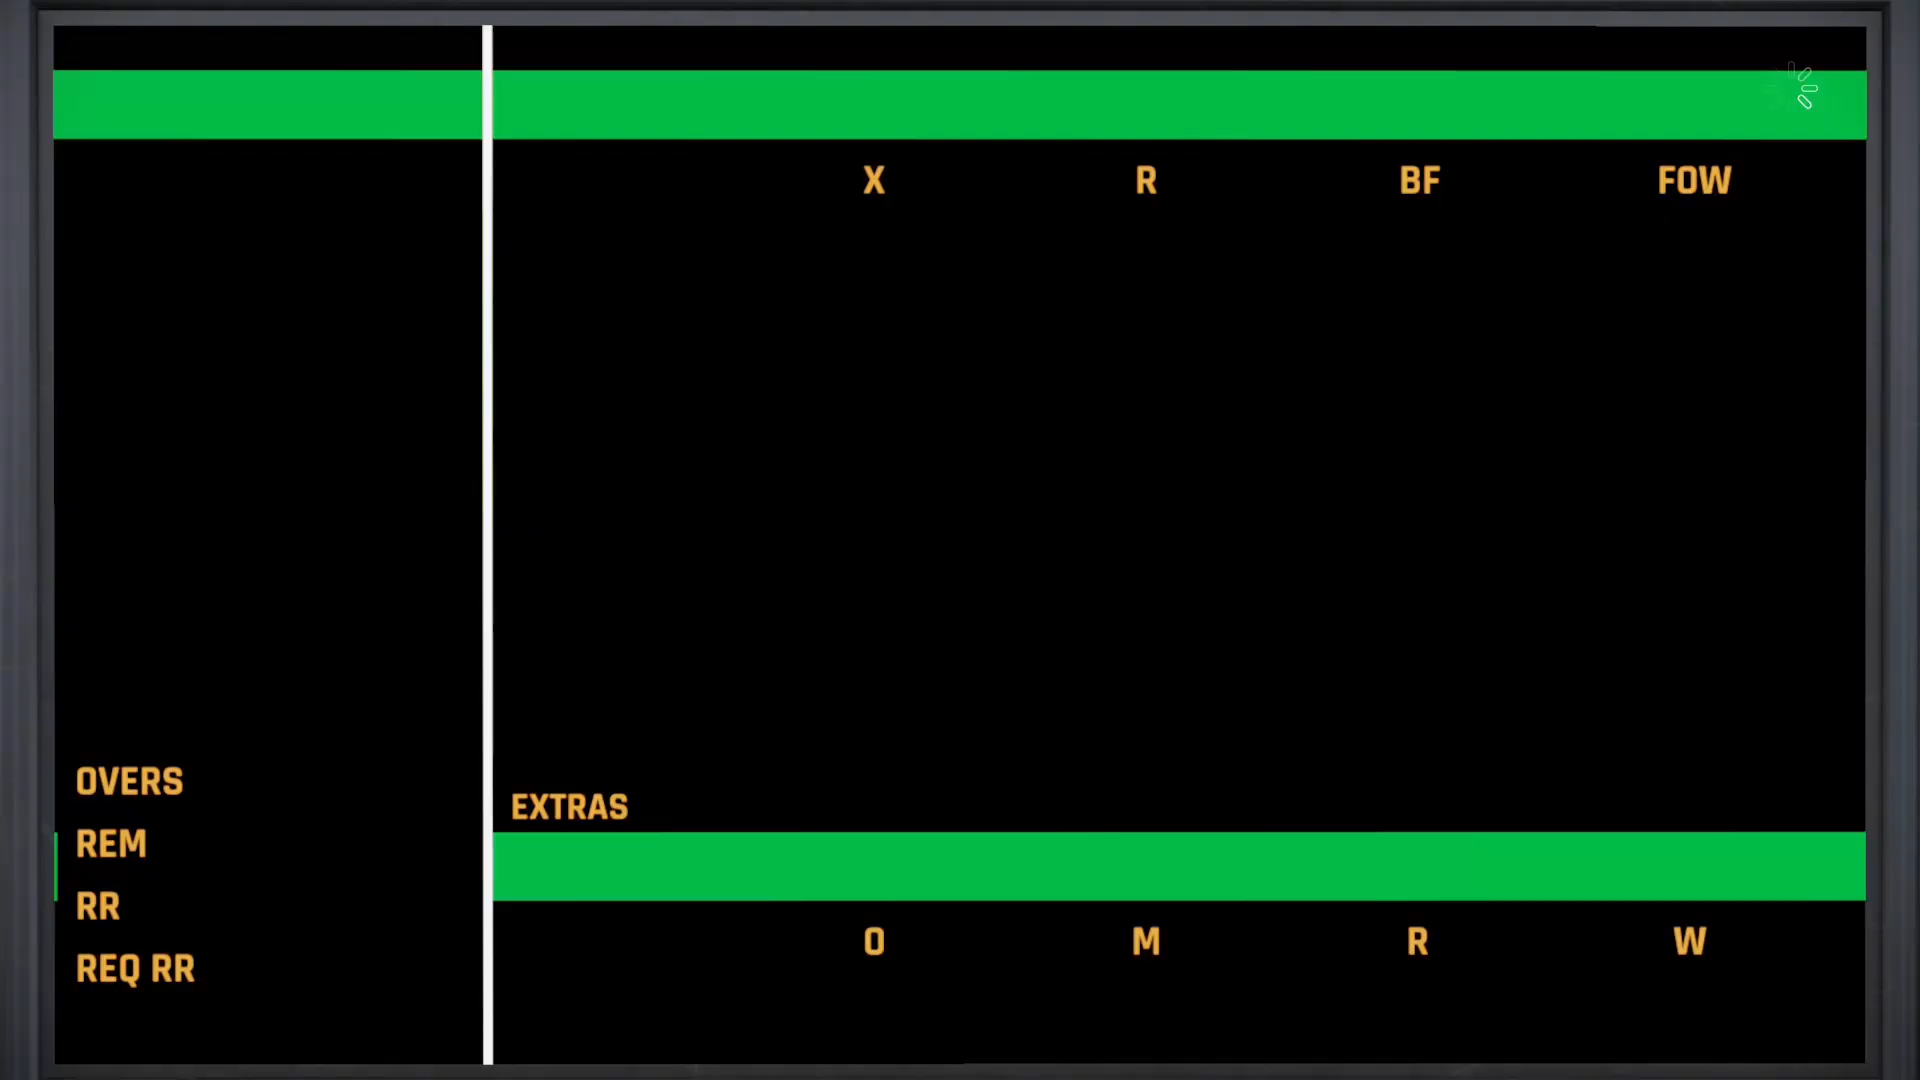 X R BF FOW
OVERS
REM
RR
REQ RR
EXTRAS
O M R W